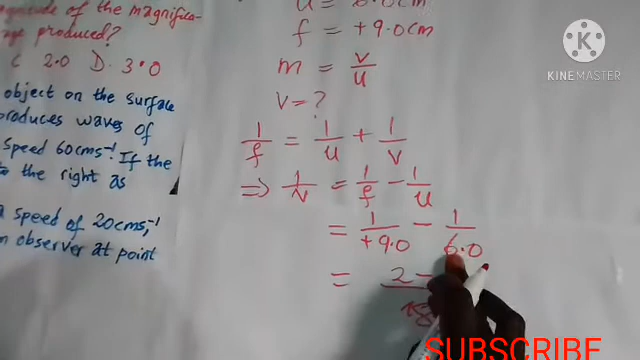 of the magnifica-
produced?
C 2.0 D. 3.0
object on the surface
produces waves of
speed 60cms⁻¹. If the
to the right as
a speed of 20cms⁻¹
observer at point
u = 6.0cm
f = +9.0cm
m = v/u
v = ?
1/f = 1/u + 1/v
⇒ 1/v = 1/f - 1/u
= 1/+9.0 - 1/6.0
= 2 -
K
KINEMASTER
SUBSCRIBE